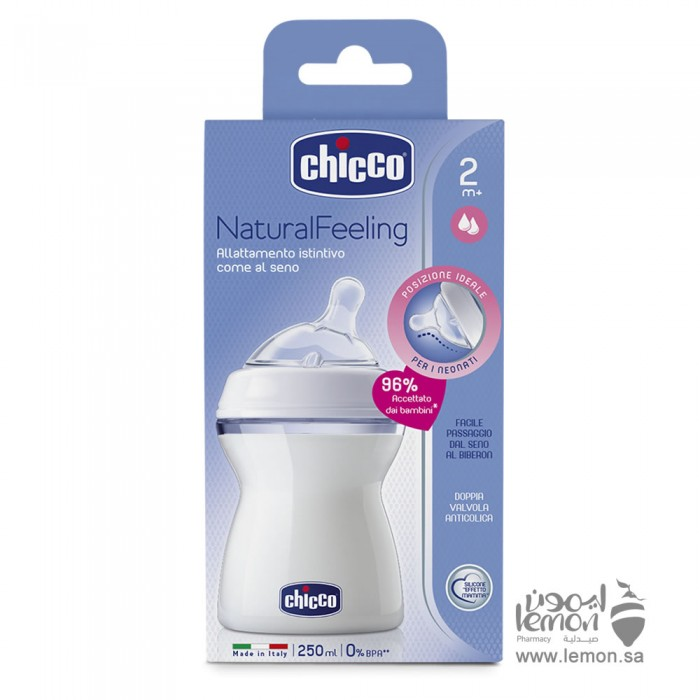 chicco
2
m+
NaturalFeeling
Allattamento istintivo
come al seno
POSIZIONE IDEALE
PER I NEONATI
96%
Accettato
dai bambini*
FACILE
PASSAGGIO
DAL SENO
AL BIBERON
DOPPIA
VALVOLA
ANTICOLICA
SILICONE
"EFFETTO
MAMMA"
chicco
Made in Italy
250 ml
0% BPA**
ليمون
lemon
Pharmacy صيدلية
www.lemon.sa